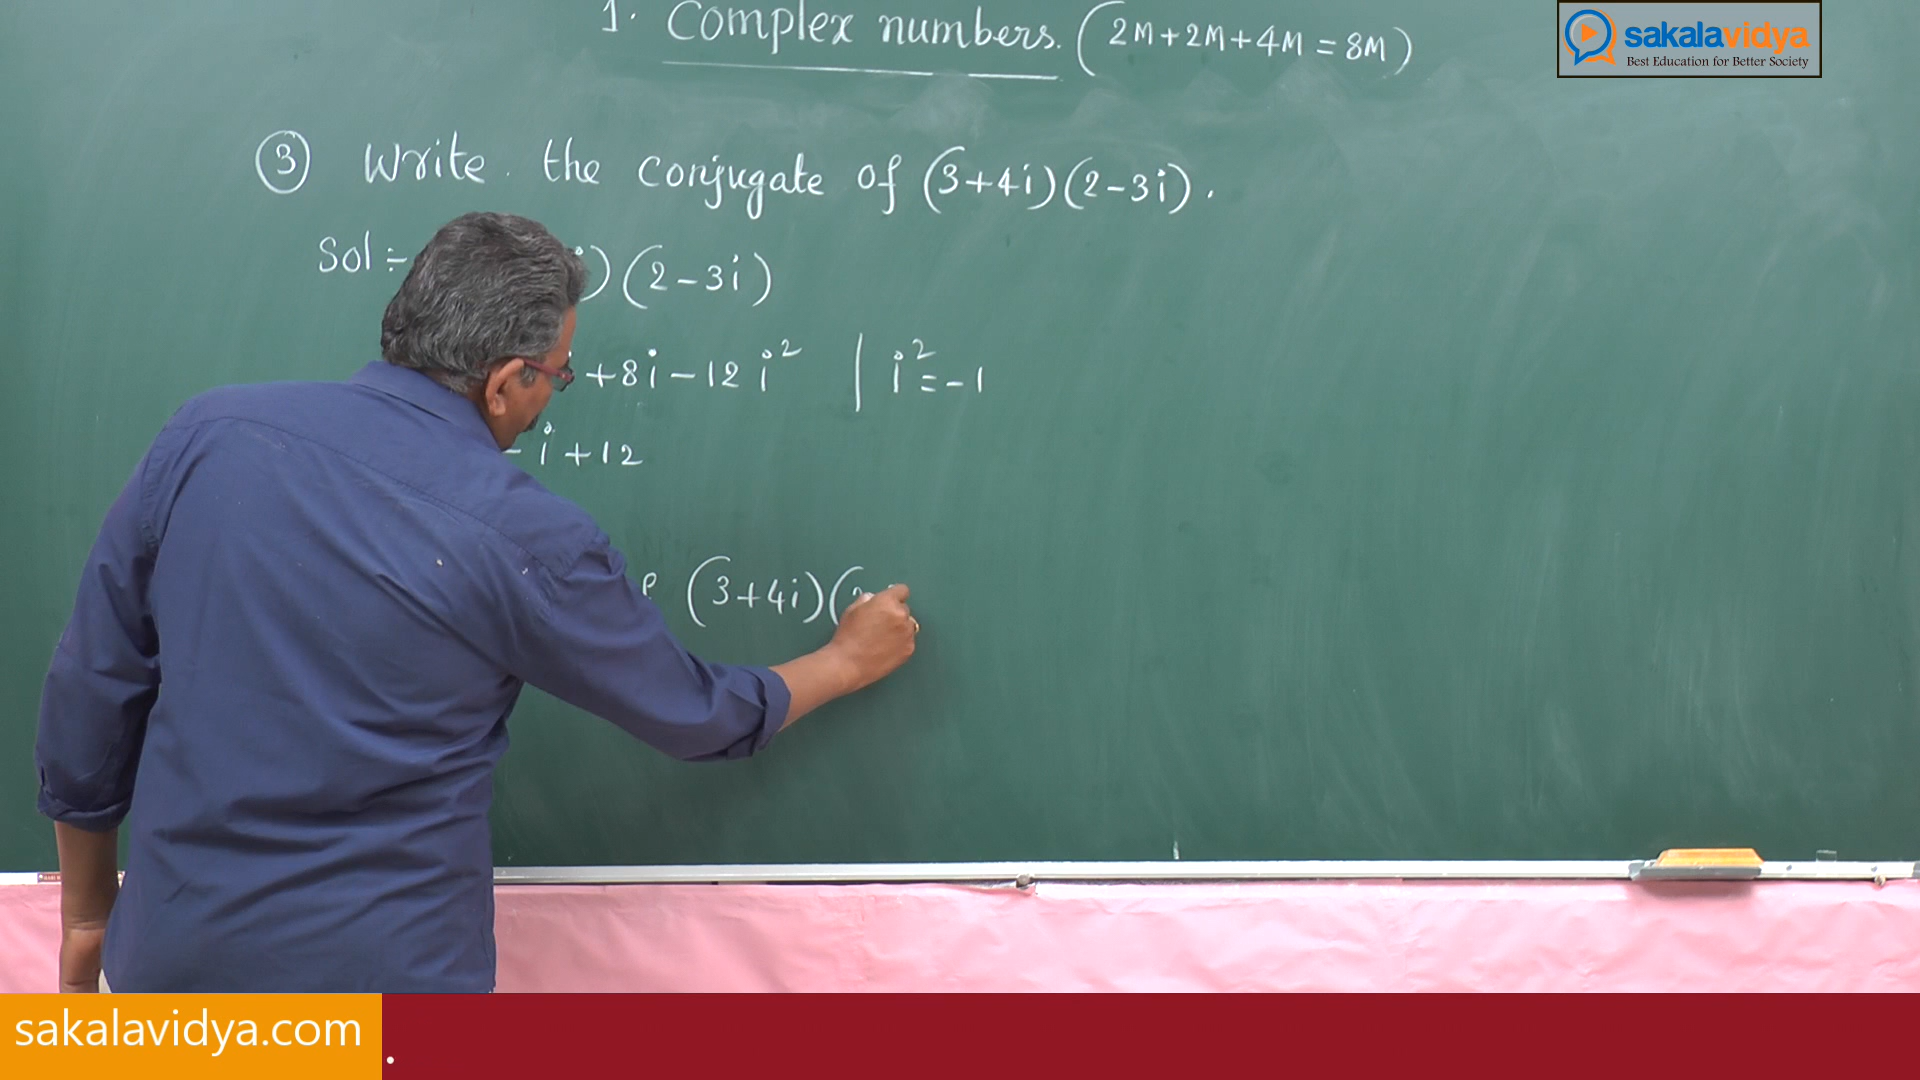 1. Complex numbers. (2M+2M+4M=8M)
sakalavidya
Best Education for Better Society
③ Write the conjugate of (3+4i)(2-3i).
Sol÷ i)(2-3i)
+8i-12i² | i²=-1
-i+12
(3+4i)(
sakalavidya.com
.